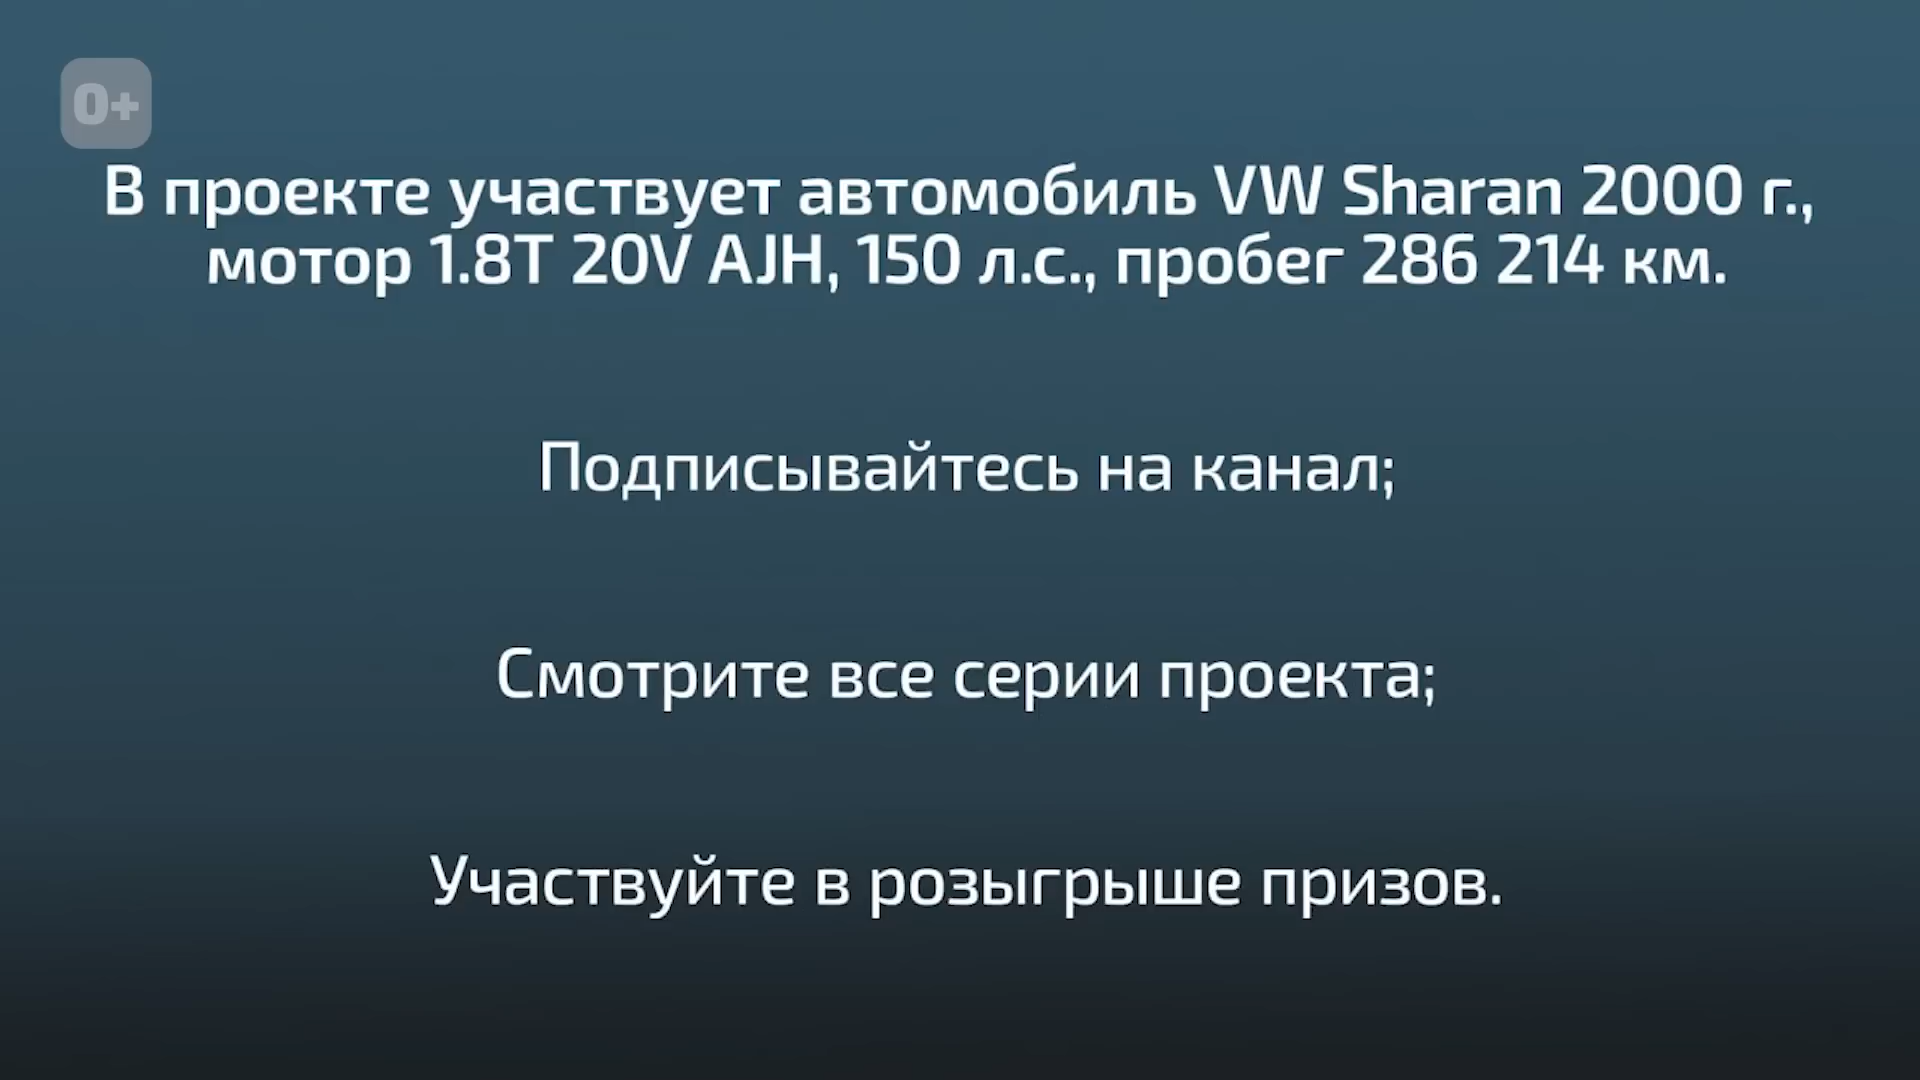 0+
В проекте участвует автомобиль VW Sharan 2000 г.,
мотор 1.8T 20V AJH, 150 л.с., пробег 286 214 км.
Подписывайтесь на канал;
Смотрите все серии проекта;
Участвуйте в розыгрыше призов.